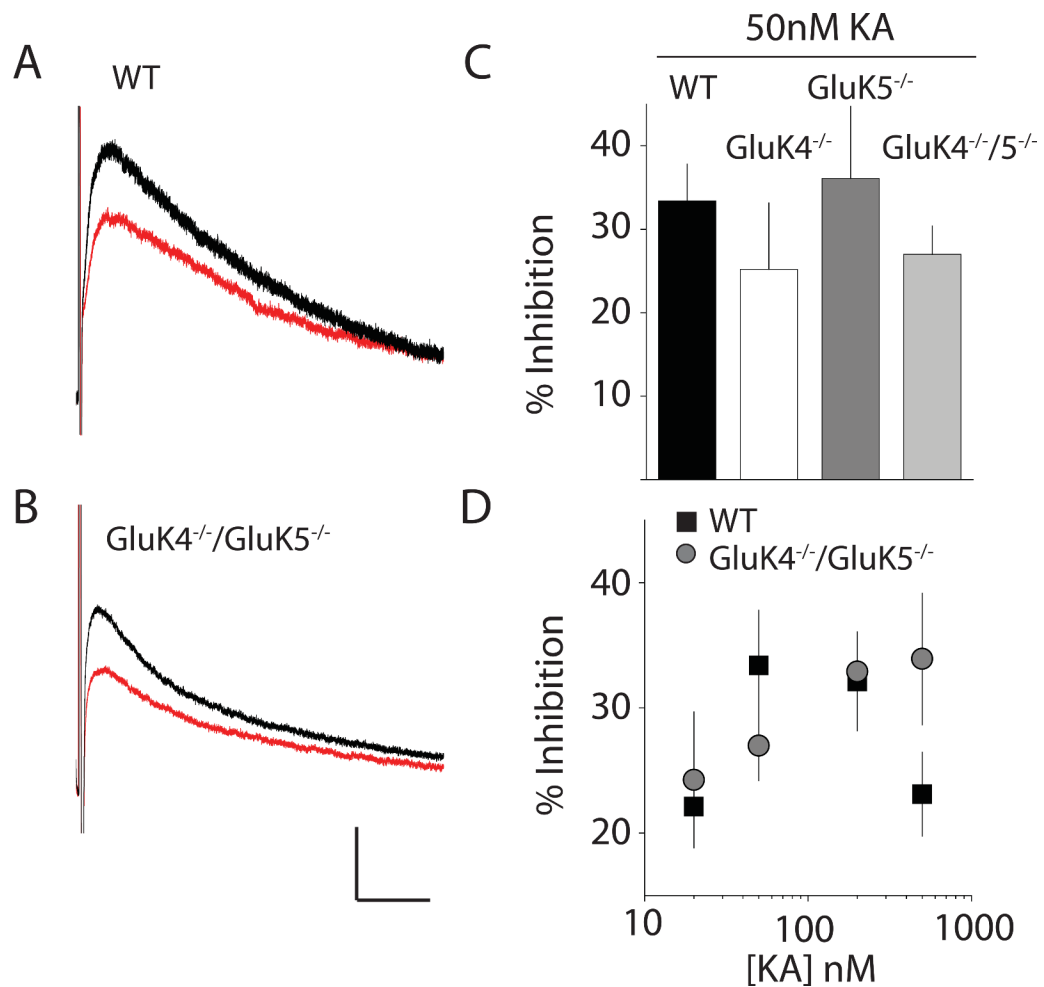 A
WT
B
GluK4-/-/GluK5-/-
C
50nM KA
WT
GluK5-/-
GluK4-/-
GluK4-/-/5-/-
40
30
20
10
% Inhibition
D
WT
GluK4-/-/GluK5-/-
40
30
20
% Inhibition
10
100
1000
[KA] nM